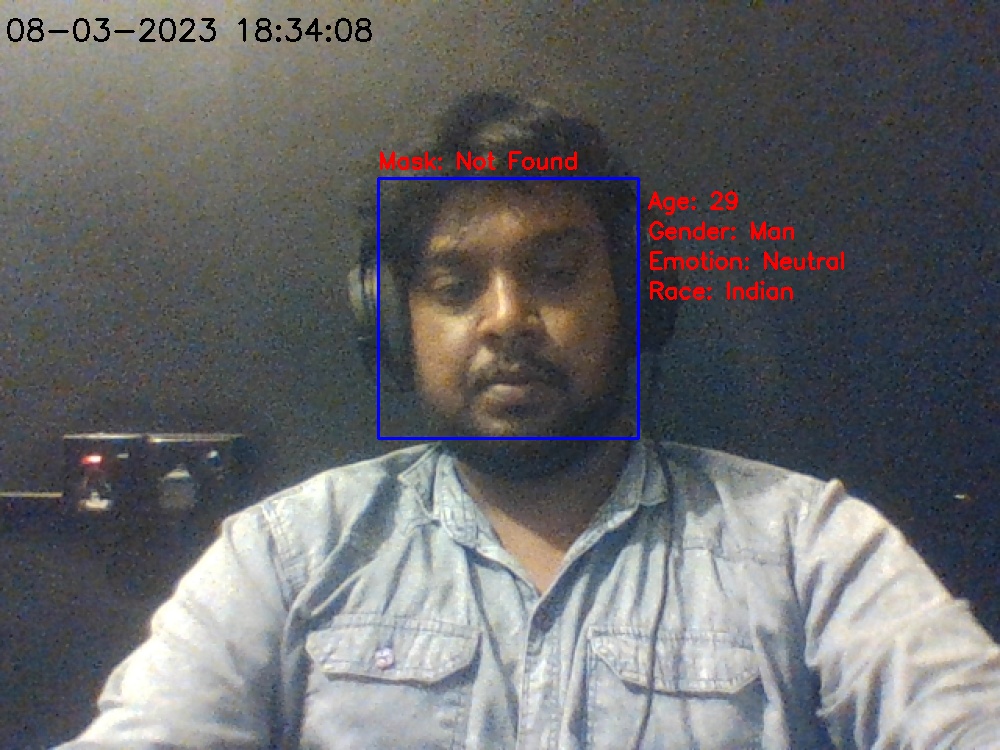 08-03-2023 18:34:08
Mask: Not Found
Age: 29
Gender: Man
Emotion: Neutral
Race: Indian